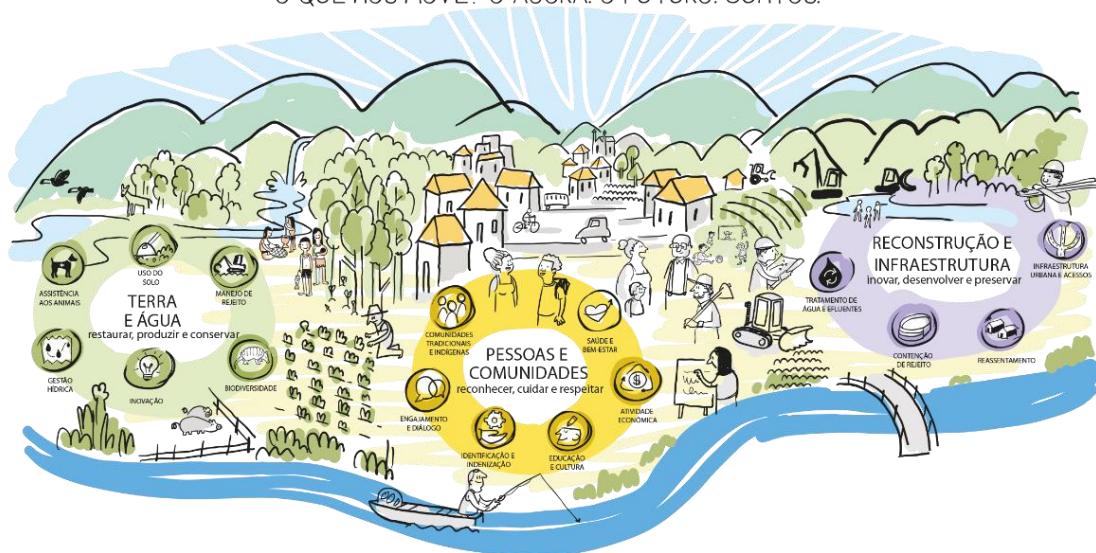 O QUE NOS MOVE? O AGORA. O FUTURO. JUNTOS.
TERRA
E ÁGUA
restaurar, produzir e conservar
ASSISTÊNCIA
AOS ANIMAIS
USO DO
SOLO
MANEJO DE
REJEITO
GESTÃO
HÍDRICA
INOVAÇÃO
BIODIVERSIDADE
PESSOAS E
COMUNIDADES
reconhecer, cuidar e respeitar
COMUNIDADES
TRADICIONAIS
E INDÍGENAS
SAÚDE E
BEM-ESTAR
ENGAJAMENTO
E DIÁLOGO
ATIVIDADE
ECONÔMICA
IDENTIFICAÇÃO E
INDENIZAÇÃO
EDUCAÇÃO
E CULTURA
RECONSTRUÇÃO E
INFRAESTRUTURA
inovar, desenvolver e preservar
TRATAMENTO DE
ÁGUA E EFLUENTES
INFRAESTRUTURA
URBANA E ACESSOS
CONTENÇÃO
DE REJEITO
REASSENTAMENTO